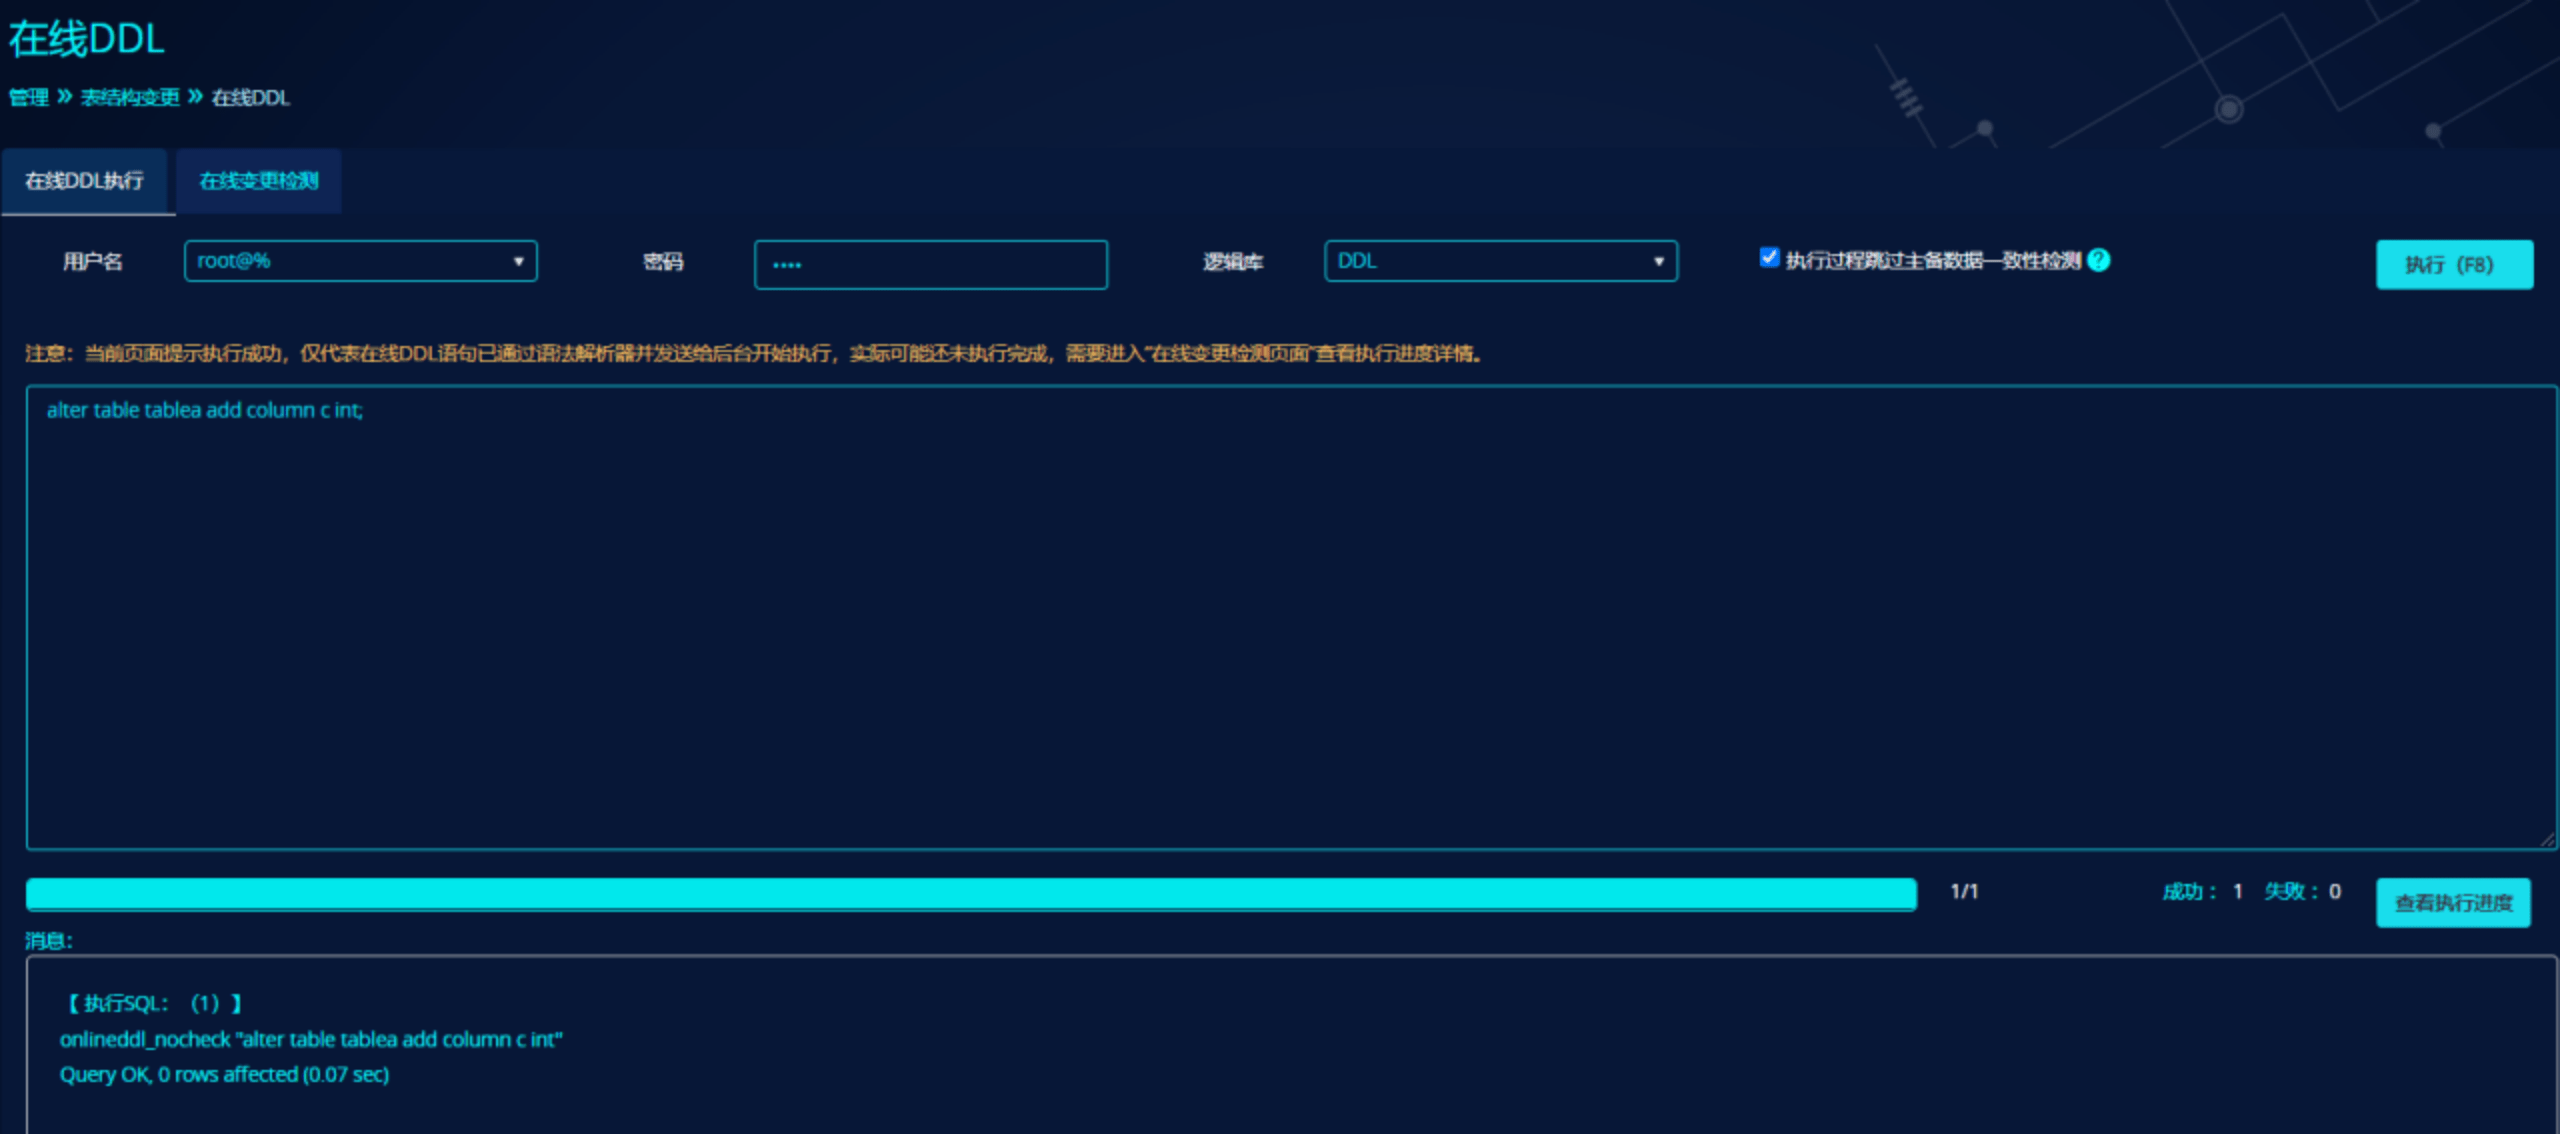 在线DDL
管理 » 表结构变更 » 在线DDL
在线DDL执行 在线变更检测
用户名 root@% 密码 •••• 逻辑库 DDL 执行过程跳过主备数据一致性检测 ? 执行（F8）
注意：当前页面提示执行成功，仅代表在线DDL语句已通过语法解析器并发送给后台开始执行，实际可能还未执行完成，需要进入“在线变更检测页面”查看执行进度详情。
alter table tablea add column c int;
1/1 成功： 1 失败： 0 查看执行进度
消息：
【 执行SQL：（1）】
onlineddl_nocheck "alter table tablea add column c int"
Query OK, 0 rows affected (0.07 sec)